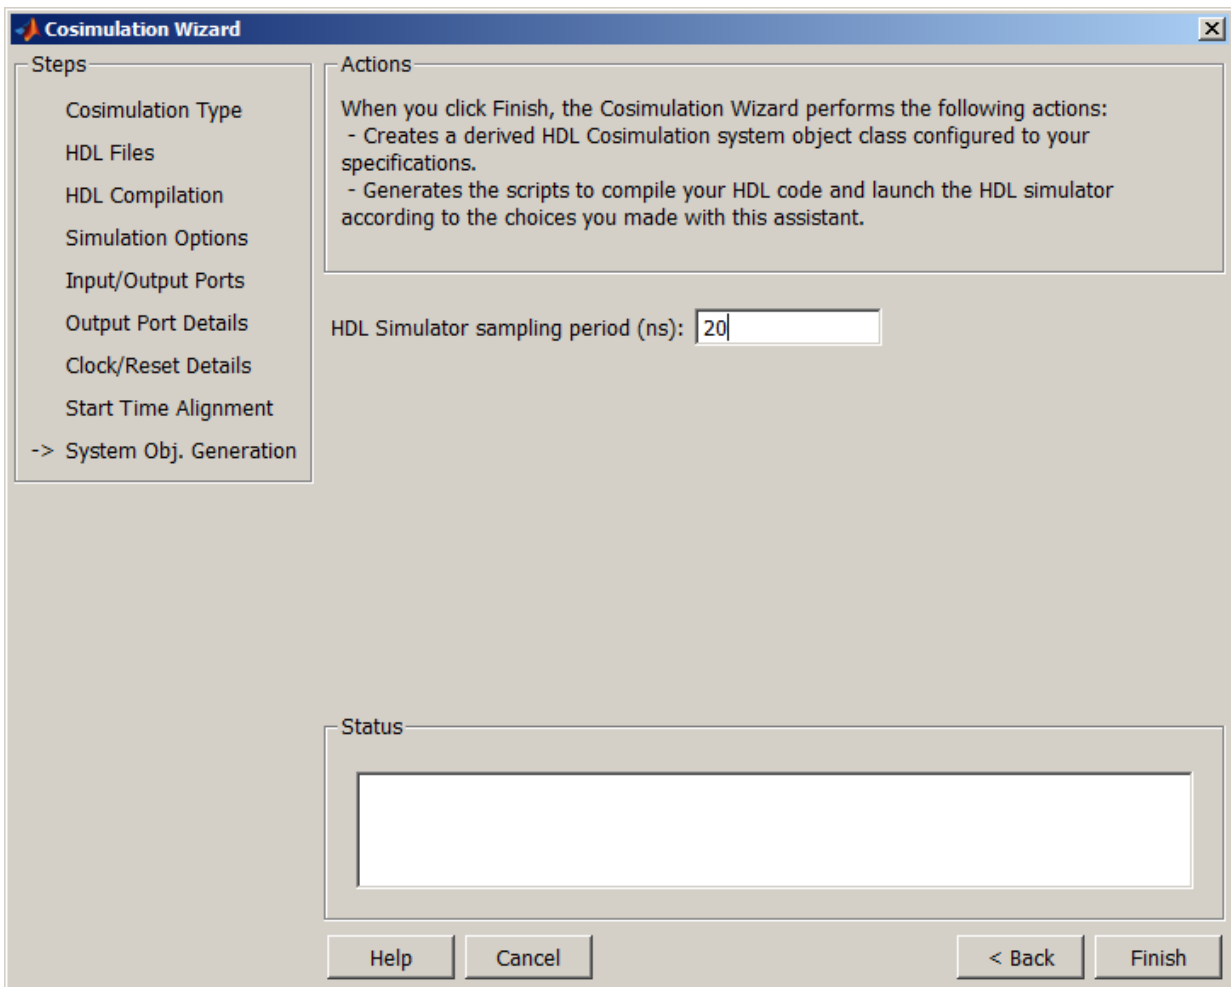 Cosimulation Wizard
Steps
Cosimulation Type
HDL Files
HDL Compilation
Simulation Options
Input/Output Ports
Output Port Details
Clock/Reset Details
Start Time Alignment
-> System Obj. Generation
Actions
When you click Finish, the Cosimulation Wizard performs the following actions:
- Creates a derived HDL Cosimulation system object class configured to your
specifications.
- Generates the scripts to compile your HDL code and launch the HDL simulator
according to the choices you made with this assistant.
HDL Simulator sampling period (ns): 20
Status
Help Cancel < Back Finish